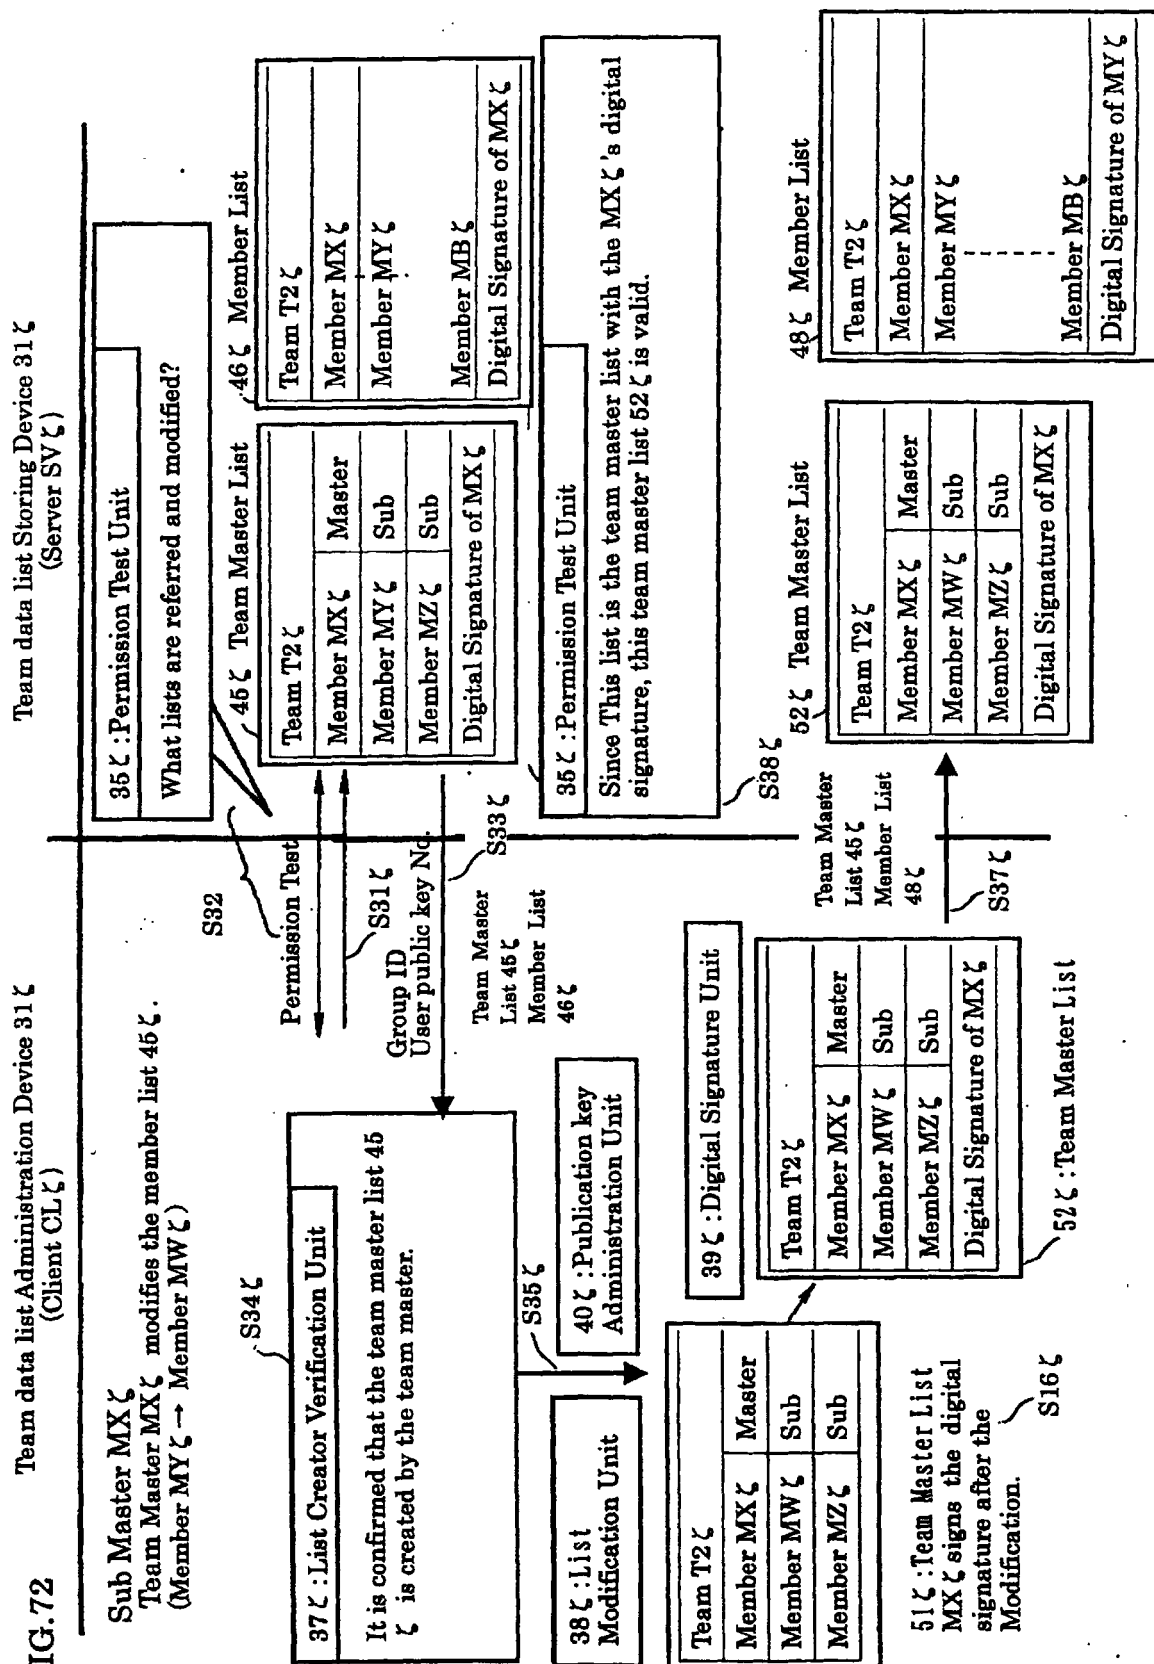 IG.72
Team data list Administration Device 31ζ
(Client CLζ)
Team data list Storing Device 31ζ
(Server SVζ)
Sub Master MXζ
Team Master MXζ modifies the member list 45ζ.
(Member MYζ → Member MWζ)
S32
35ζ:Permission Test Unit
What lists are referred and modified?
Permission Test
S31ζ
Group ID
User public key No.
S33ζ
45ζ Team Master List
Team T2ζ
Member MXζ Master
Member MYζ Sub
Member MZζ Sub
Digital Signature of MXζ
46ζ Member List
Team T2ζ
Member MXζ
Member MYζ
Member MBζ
Digital Signature of MXζ
Team Master
List 45ζ
Member List
46ζ
S34ζ
37ζ:List Creator Verification Unit
It is confirmed that the team master list 45
ζ is created by the team master.
S35ζ
38ζ:List
Modification Unit
40ζ:Publication key
Administration Unit
39ζ:Digital Signature Unit
35ζ:Permission Test Unit
Since This list is the team master list with the MXζ's digital
signature, this team master list 52ζ is valid.
S38ζ
Team T2ζ
Member MXζ Master
Member MWζ Sub
Member MZζ Sub
51ζ:Team Master List
MXζ signs the digital
signature after the
Modification.
S16ζ
Team T2ζ
Member MXζ Master
Member MWζ Sub
Member MZζ Sub
Digital Signature of MXζ
52ζ:Team Master List
Team Master
List 45ζ
Member List
48ζ
S37ζ
52ζ Team Master List
Team T2ζ
Member MXζ Master
Member MWζ Sub
Member MZζ Sub
Digital Signature of MXζ
48ζ Member List
Team T2ζ
Member MXζ
Member MYζ
Member MBζ
Digital Signature of MYζ